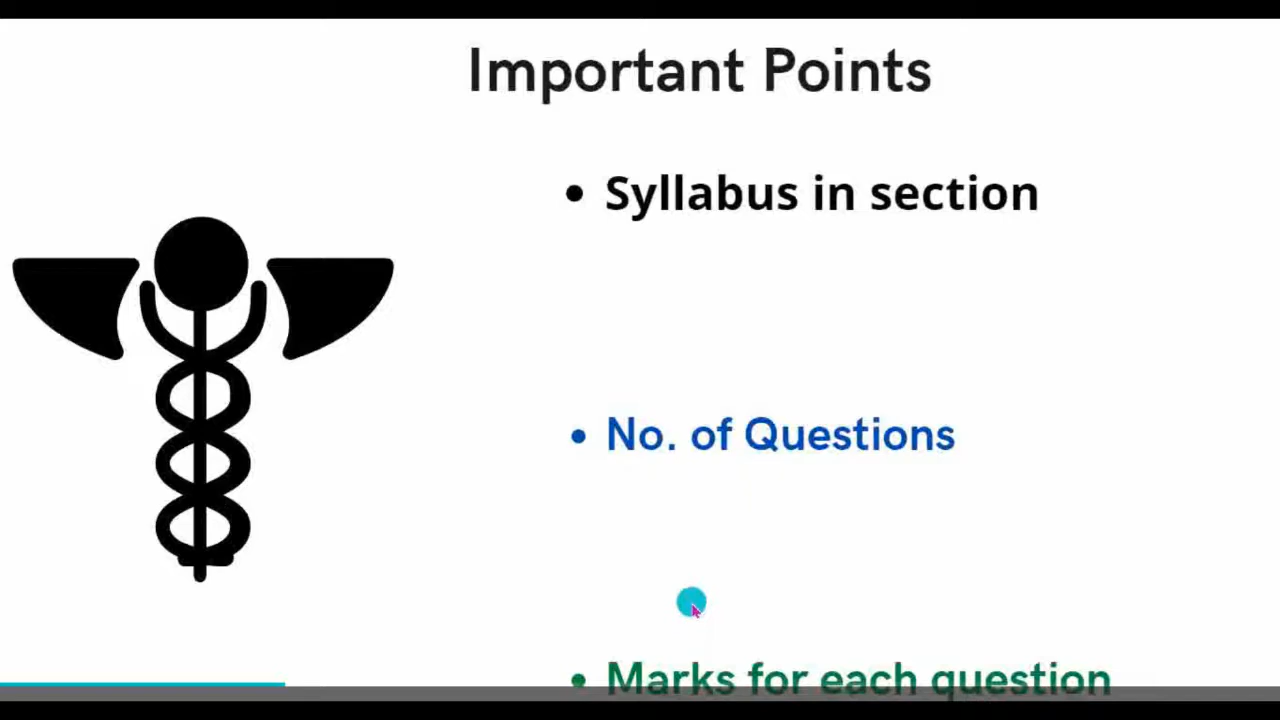 Important Points
• Syllabus in section
• No. of Questions
• Marks for each question